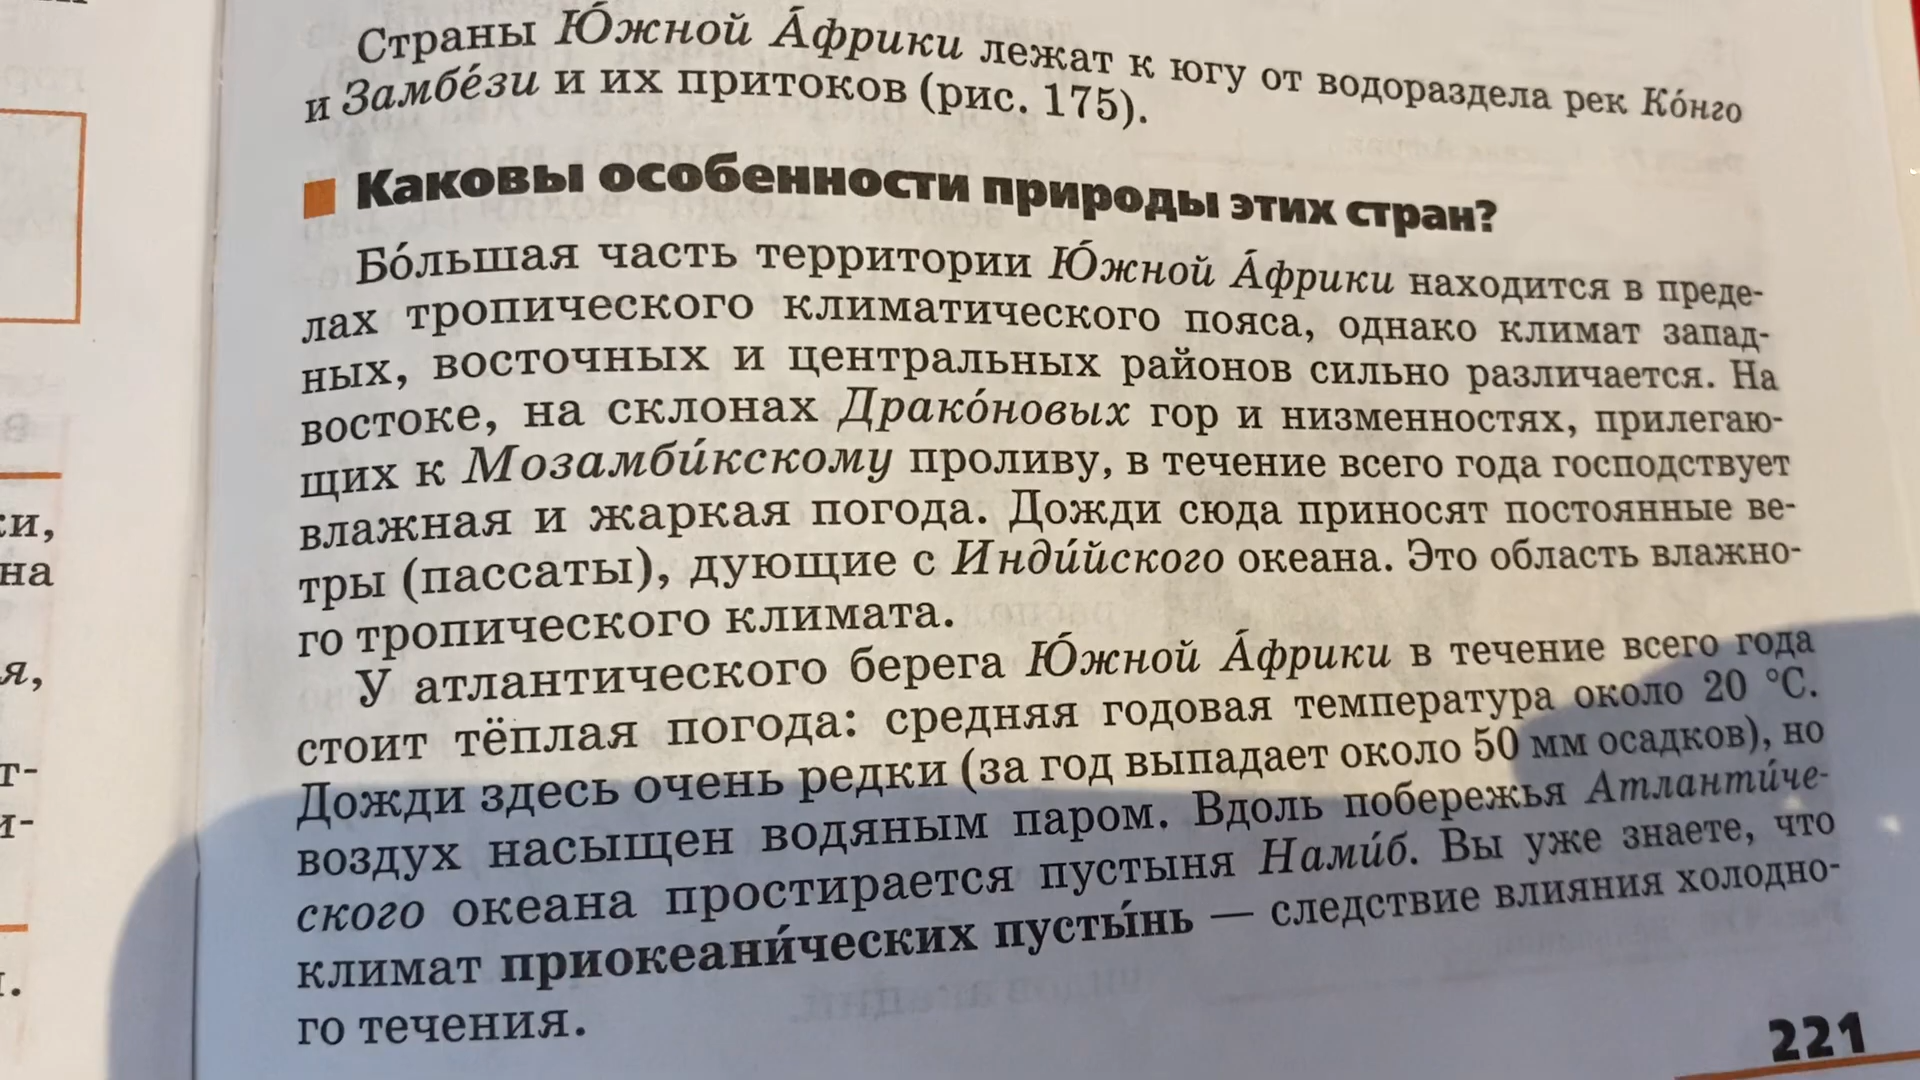 Страны Ю́жной А́фрики лежат к югу от водораздела рек Ко́нго
и Замбе́зи и их притоков (рис. 175).
Каковы особенности природы этих стран?
Бо́льшая часть территории Ю́жной А́фрики находится в преде-
лах тропического климатического пояса, однако климат запад-
ных, восточных и центральных районов сильно различается. На
востоке, на склонах Драко́новых гор и низменностях, прилегаю-
щих к Мозамби́кскому проливу, в течение всего года господствует
влажная и жаркая погода. Дожди сюда приносят постоянные ве-
тры (пассаты), дующие с Инди́йского океана. Это область влажно-
го тропического климата.
У атлантического берега Ю́жной А́фрики в течение всего года
стоит тёплая погода: средняя годовая температура около 20 °С.
Дожди здесь очень редки (за год выпадает около 50 мм осадков), но
воздух насыщен водяным паром. Вдоль побережья Атланти́че-
ского океана простирается пустыня Нами́б. Вы уже знаете, что
климат приокеани́ческих пусты́нь — следствие влияния холодно-
го течения.
221
ки,
на
я,
т-
и-